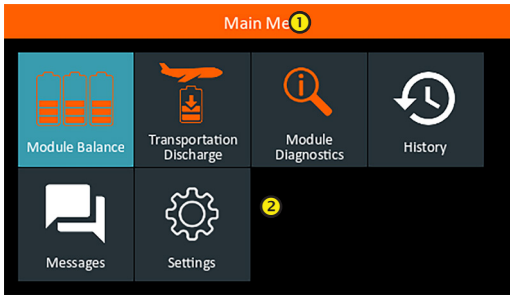 Main Me 1
Module Balance
Transportation
Discharge
Module
Diagnostics
History
2
Messages
Settings